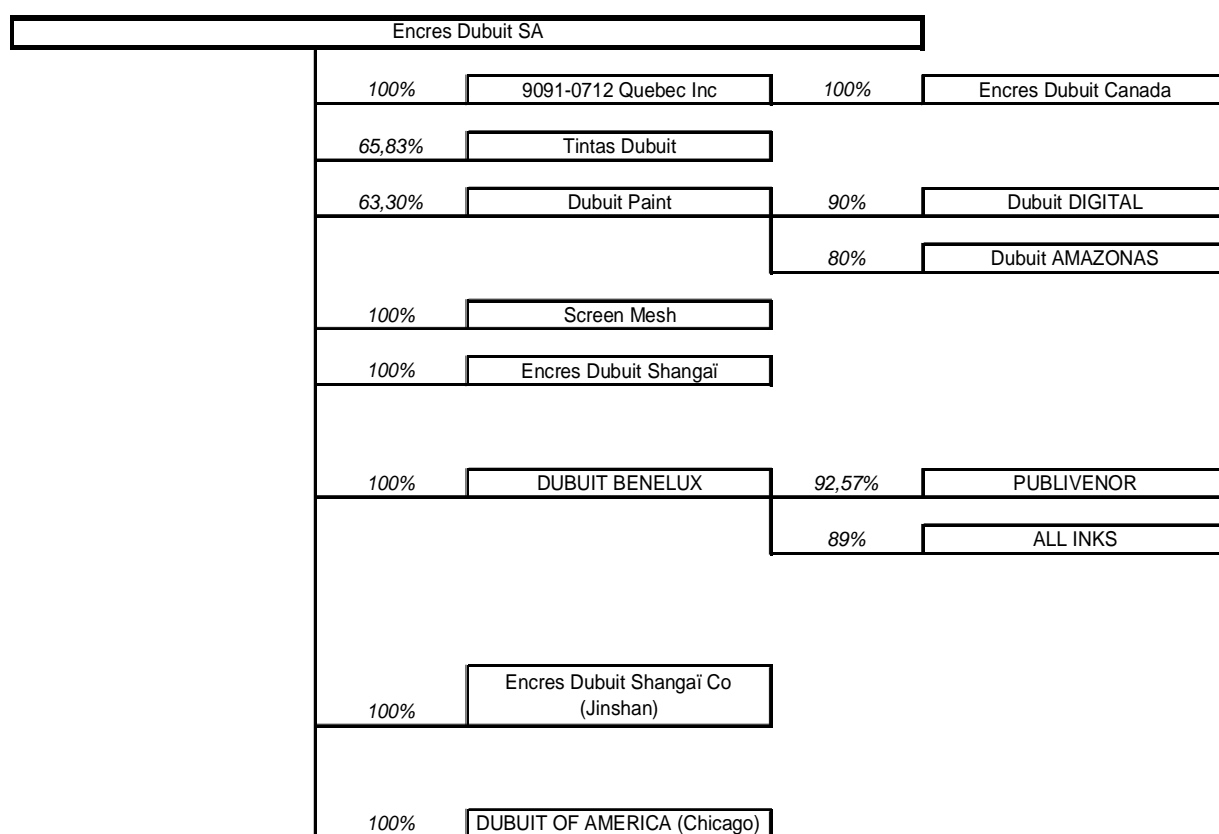 Encres Dubuit SA
100% 9091-0712 Quebec Inc 100% Encres Dubuit Canada
65,83% Tintas Dubuit
63,30% Dubuit Paint 90% Dubuit DIGITAL
80% Dubuit AMAZONAS
100% Screen Mesh
100% Encres Dubuit Shangaï
100% DUBUIT BENELUX 92,57% PUBLIVENOR
89% ALL INKS
Encres Dubuit Shangaï Co
100% (Jinshan)
100% DUBUIT OF AMERICA (Chicago)